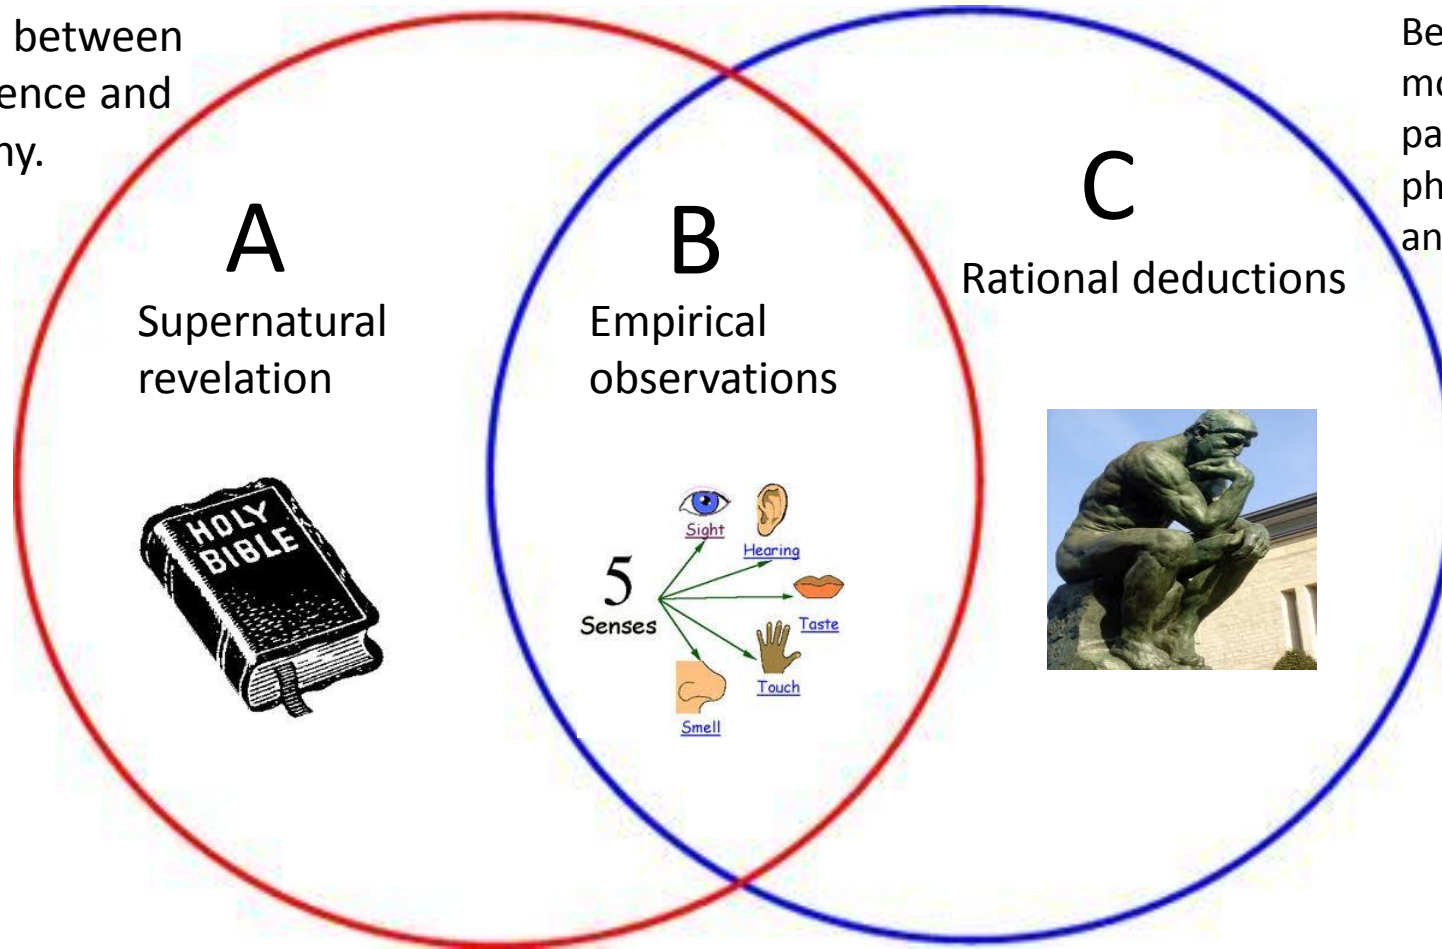 between
ence and
ny.
Be
mo
pa
ph
an
A
Supernatural
revelation
HOLY
BIBLE
B
Empirical
observations
5
Senses
Sight
Hearing
Taste
Touch
Smell
C
Rational deductions